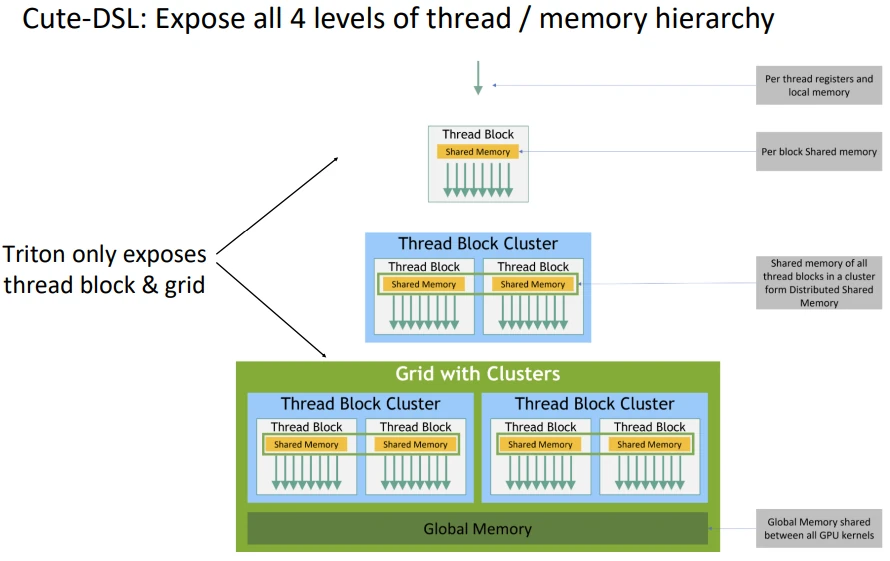 Cute-DSL: Expose all 4 levels of thread / memory hierarchy
Per thread registers and
local memory
Thread Block
Shared Memory
Per block Shared memory
Triton only exposes
thread block & grid
Thread Block Cluster
Thread Block
Thread Block
Shared Memory
Shared Memory
Shared memory of all
thread blocks in a cluster
form Distributed Shared
Memory
Grid with Clusters
Thread Block Cluster
Thread Block Cluster
Thread Block
Thread Block
Thread Block
Thread Block
Shared Memory
Shared Memory
Shared Memory
Shared Memory
Global Memory
Global Memory shared
between all GPU kernels